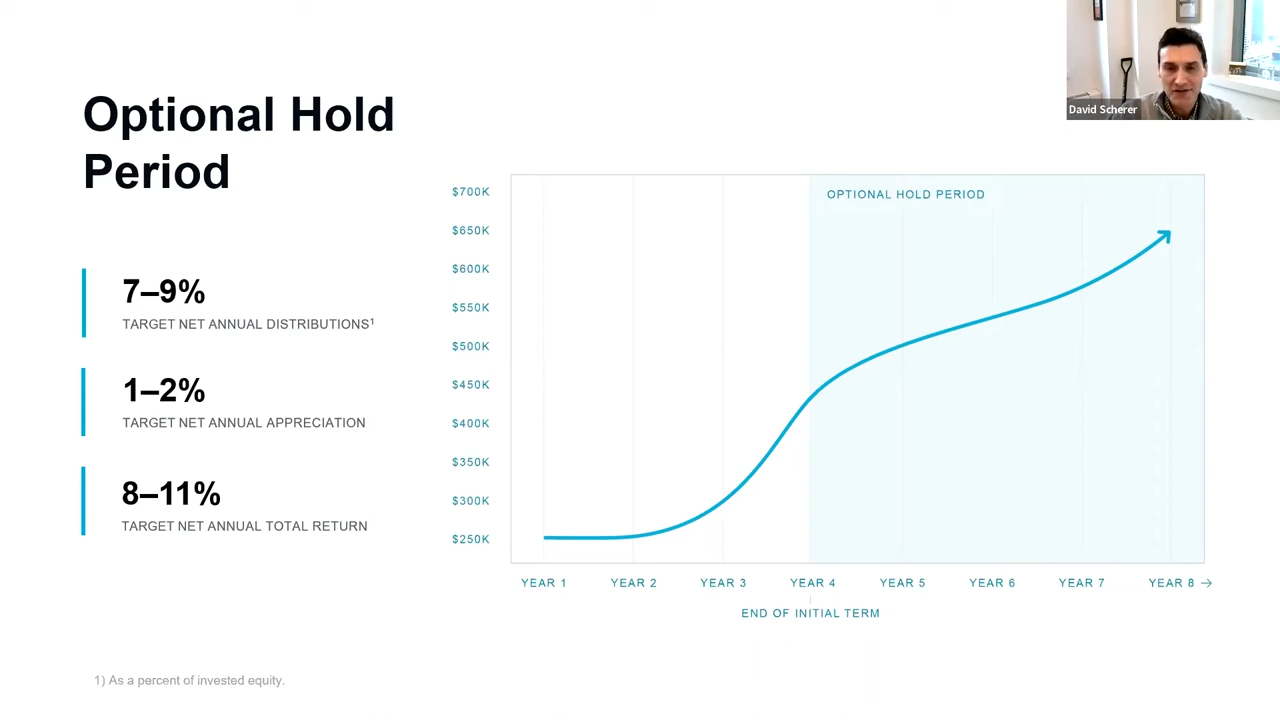 David Scherer
Optional Hold
Period
7–9%
TARGET NET ANNUAL DISTRIBUTIONS¹
1–2%
TARGET NET ANNUAL APPRECIATION
8–11%
TARGET NET ANNUAL TOTAL RETURN
OPTIONAL HOLD PERIOD
$700K
$650K
$600K
$550K
$500K
$450K
$400K
$350K
$300K
$250K
YEAR 1 YEAR 2 YEAR 3 YEAR 4 YEAR 5 YEAR 6 YEAR 7 YEAR 8 →
END OF INITIAL TERM
1) As a percent of invested equity.